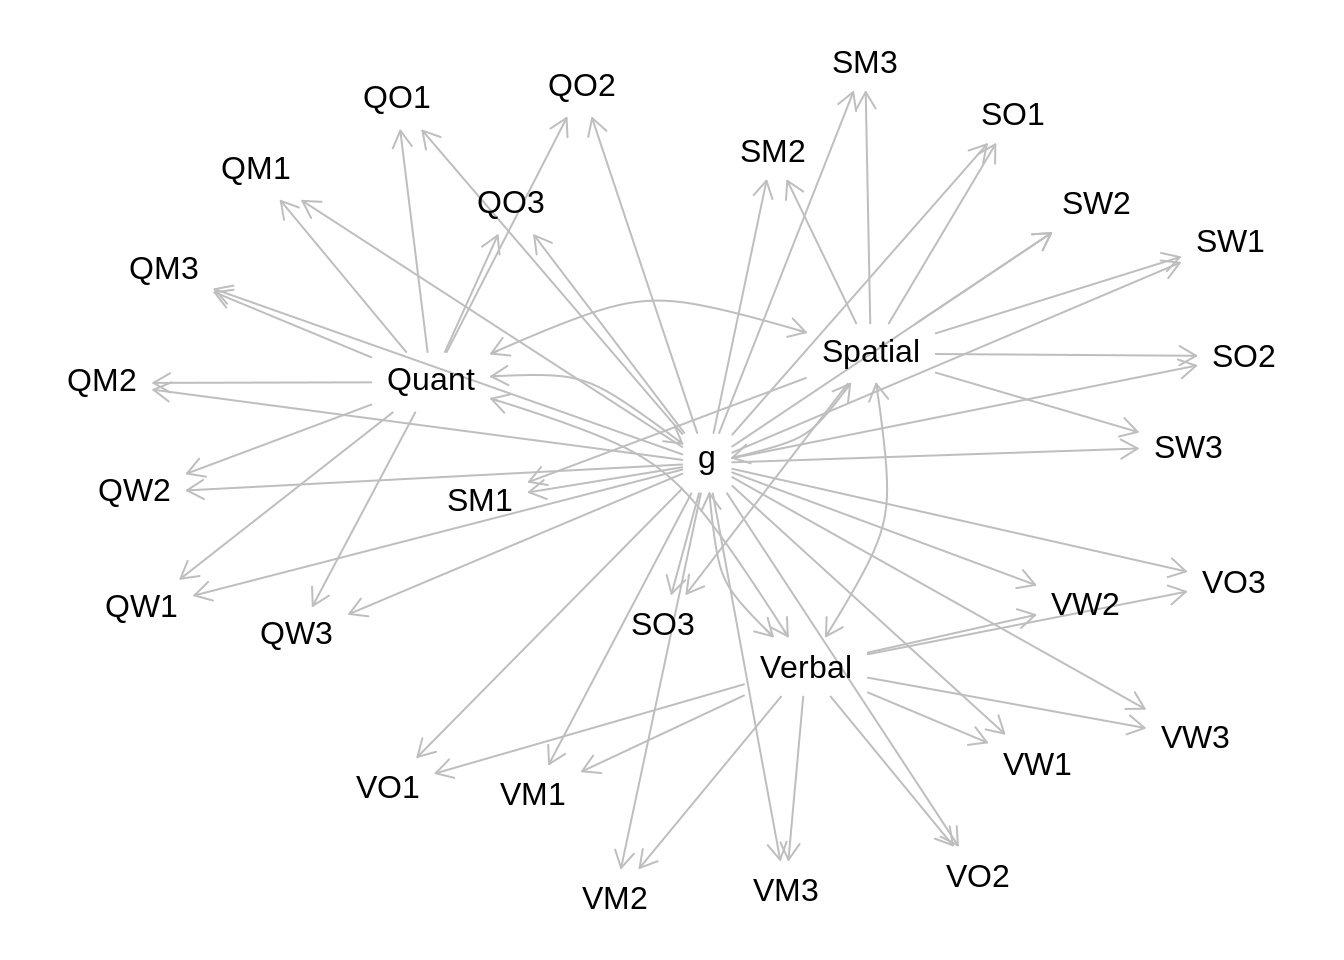 SM3
QO2
QO1
SO1
SM2
QM1
QO3
SW2
SW1
QM3
Spatial
SO2
Quant
QM2
SW3
g
QW2
SM1
VO3
VW2
QW1
SO3
QW3
Verbal
VW3
VW1
VO1
VM1
VO2
VM3
VM2